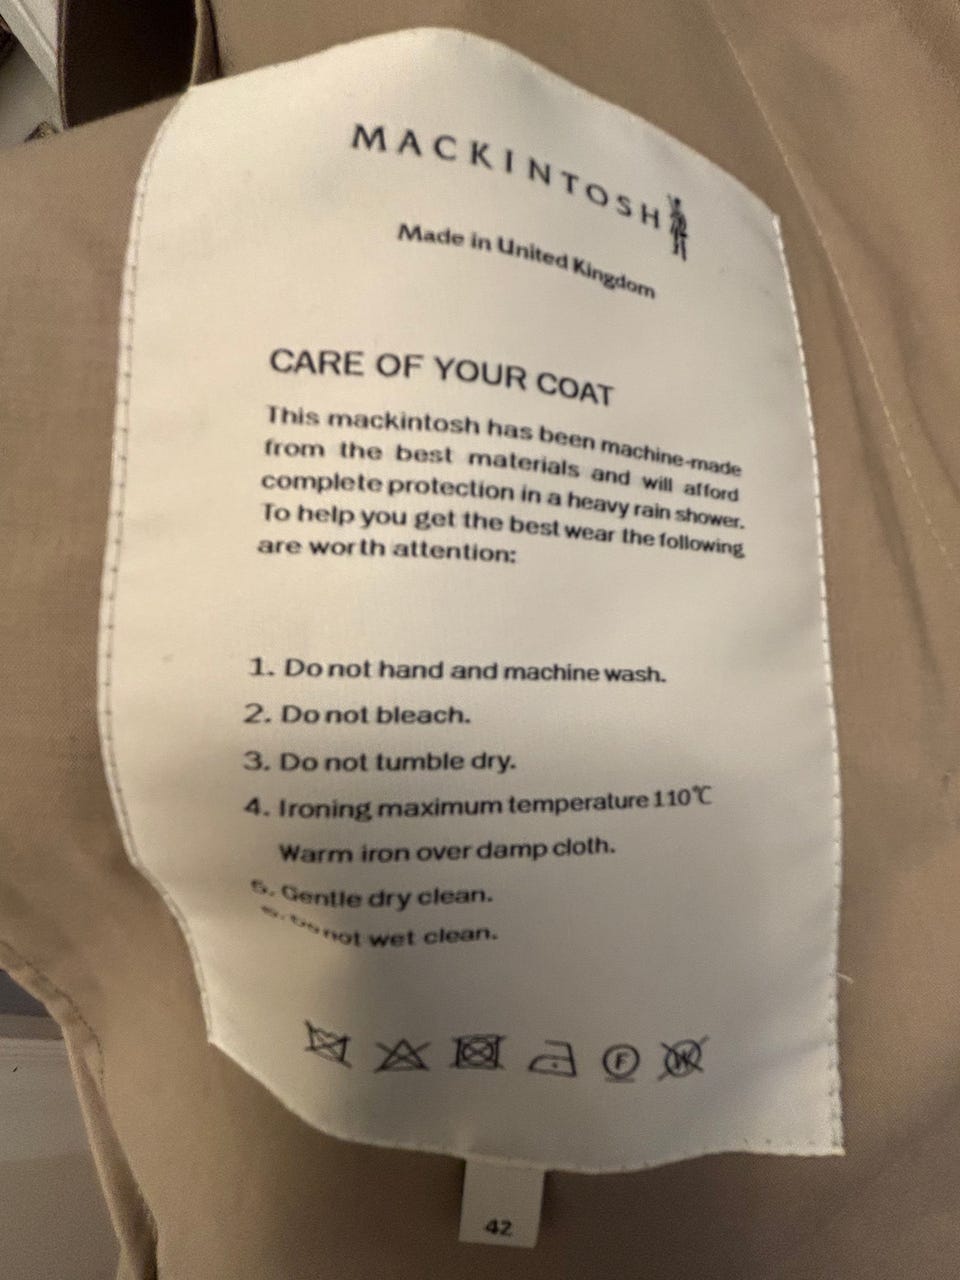 MACKINTOSH
Made in United Kingdom
CARE OF YOUR COAT
This mackintosh has been machine-made
from the best materials and will afford
complete protection in a heavy rain shower.
To help you get the best wear the following
are worth attention:
1. Do not hand and machine wash.
2. Do not bleach.
3. Do not tumble dry.
4. Ironing maximum temperature 110℃
Warm iron over damp cloth.
5. Gentle dry clean.
6. Do not wet clean.
F W
42